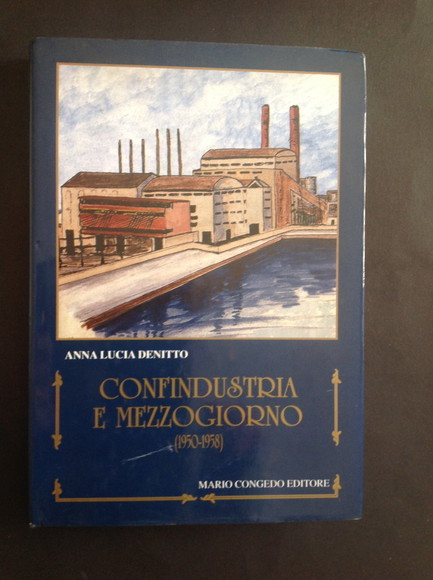 ANNA LUCIA DENITTO
CONFINDUSTRIA
E MEZZOGIORNO
(1950-1958)
MARIO CONGEDO EDITORE